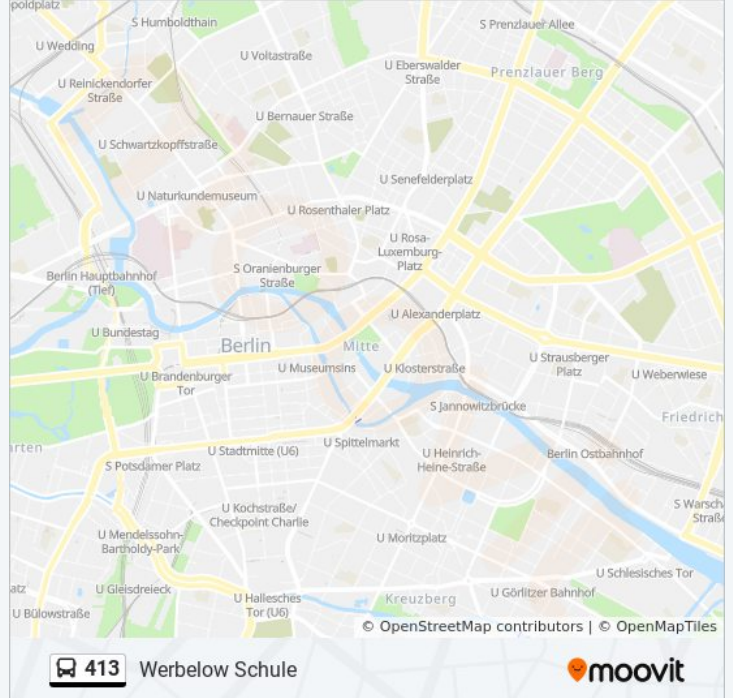 poldplatz
S Humboldthain
S Prenzlauer Allee
U Wedding
U Voltastraße
U Eberswalder
Straße
Prenzlauer Berg
U Reinickendorfer
Straße
U Bernauer Straße
U Schwartzkopffstraße
U Senefelderplatz
U Naturkundemuseum
U Rosenthaler Platz
U Rosa-
Luxemburg-
Platz
Berlin Hauptbahnhof
(Tief)
S Oranienburger
Straße
U Alexanderplatz
U Bundestag
Berlin
Mitte
U Brandenburger
Tor
U Museumsins
U Klosterstraße
U Strausberger
Platz
U Weberwiese
S Jannowitzbrücke
Friedrich
rten
U Stadtmitte (U6)
U Spittelmarkt
S Potsdamer Platz
U Heinrich-
Heine-Straße
Berlin Ostbahnhof
U Kochstraße/
Checkpoint Charlie
S Warsch
Straße
U Mendelssohn-
Bartholdy-Park
U Moritzplatz
U Schlesisches Tor
atz
U Gleisdreieck
U Hallesches
Tor (U6)
Kreuzberg
U Görlitzer Bahnhof
U Bülowstraße
© OpenStreetMap contributors | © OpenMapTiles
413 Werbelow Schule
moovit